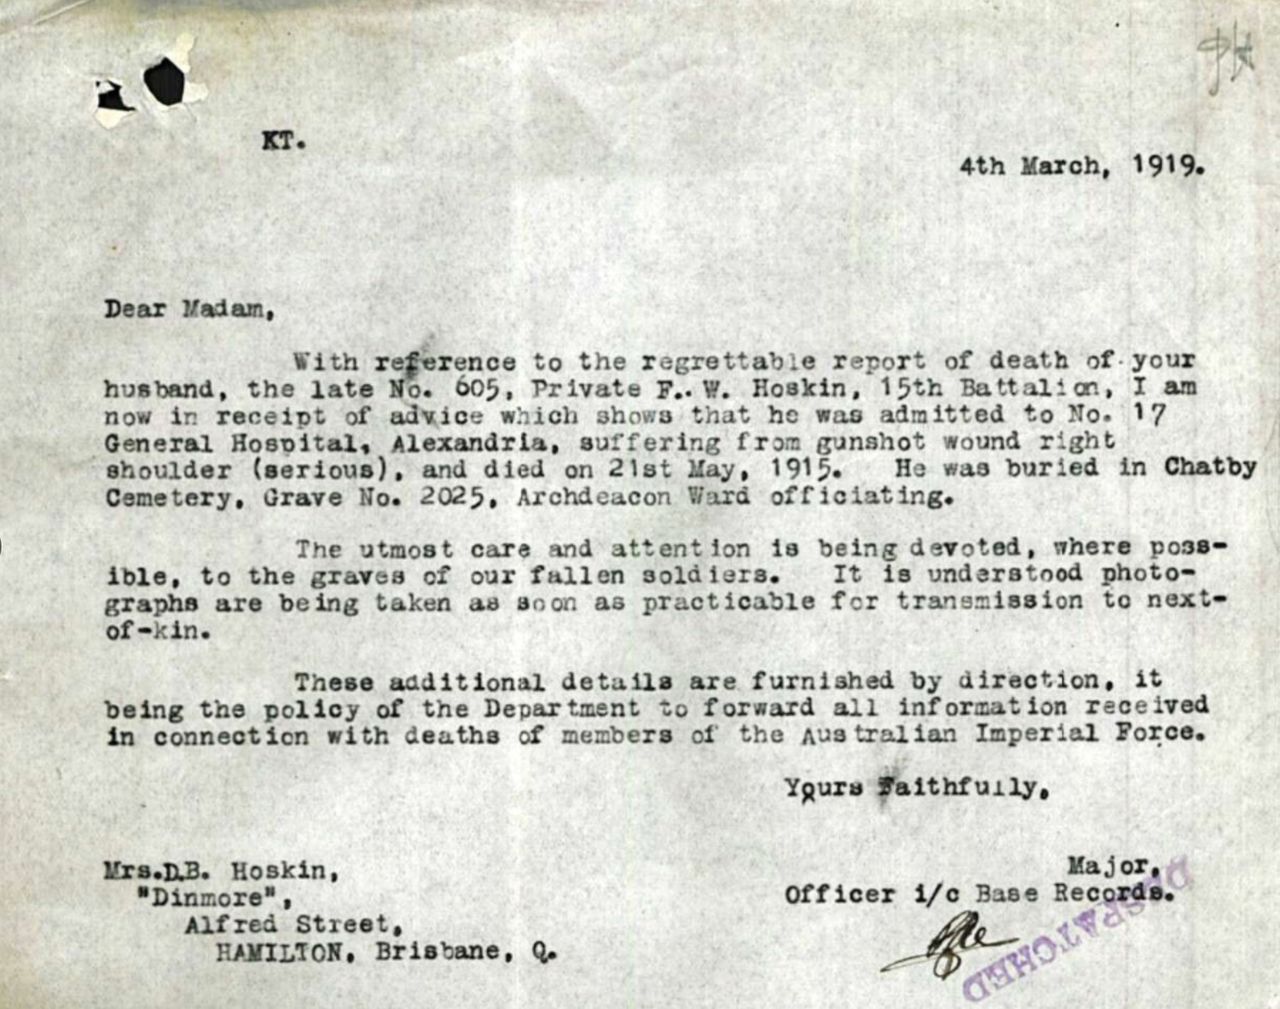 KT.
4th March, 1919.
Dear Madam,
With reference to the regrettable report of death of your
husband, the late No. 605, Private F.. W. Hoskin, 15th Battalion, I am
now in receipt of advice which shows that he was admitted to No. 17
General Hospital, Alexandria, suffering from gunshot wound right
shoulder (serious), and died on 21st May, 1915. He was buried in Chatby
Cemetery, Grave No. 2025, Archdeacon Ward officiating.
The utmost care and attention is being devoted, where poss-
ible, to the graves of our fallen soldiers. It is understood photo-
graphs are being taken as soon as practicable for transmission to next-
of-kin.
These additional details are furnished by direction, it
being the policy of the Department to forward all information received
in connection with deaths of members of the Australian Imperial Force.
Yours Faithfully,
Major,
Officer i/c Base Records.
DESPATCHED
Mrs.D.B. Hoskin,
"Dinmore",
Alfred Street,
HAMILTON, Brisbane, Q.